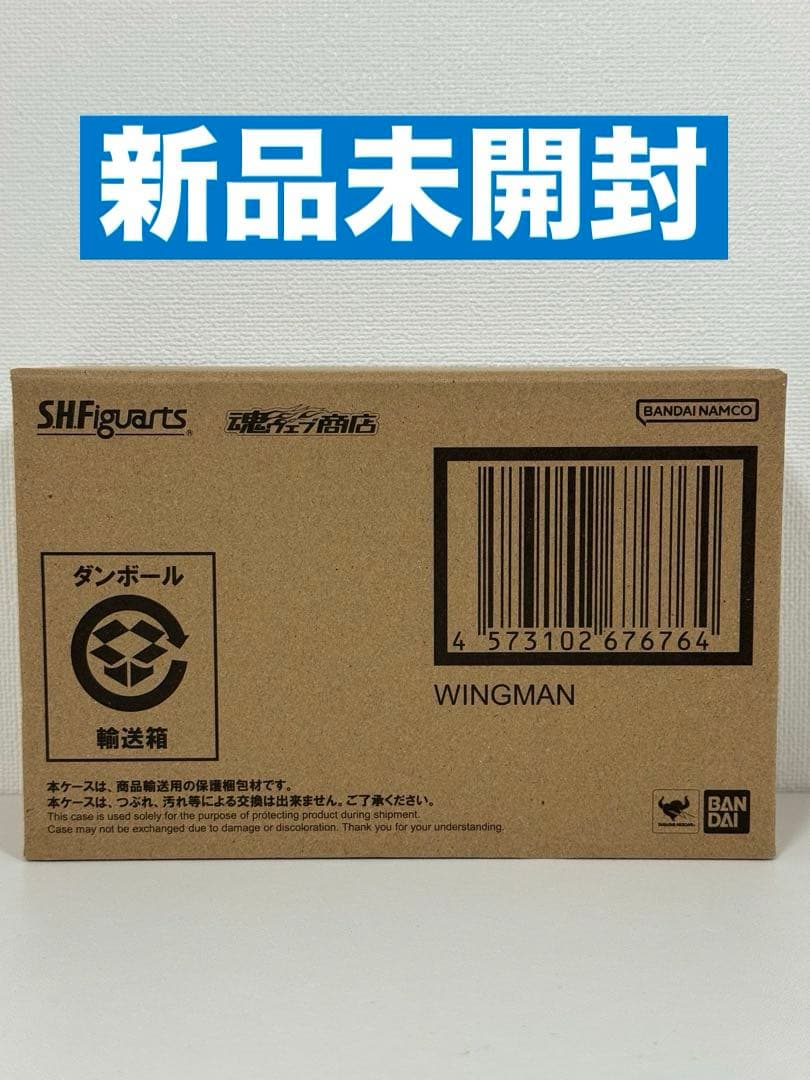 新品未開封
S.H.Figuarts
魂ウェブ商店
BANDAI NAMCO
4 573102 676764
WINGMAN
ダンボール
輸送箱
本ケースは、商品輸送用の保護梱包材です。
本ケースは、つぶれ、汚れ等による交換は出来ません。ご了承ください。
This case is used solely for the purpose of protecting product during shipment.
Case may not be exchanged due to damage or discoloration. Thank you for your understanding.
BAN
DAI